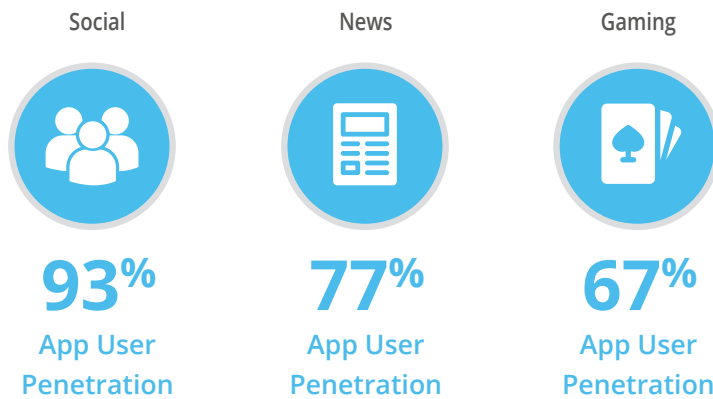 Social
News
Gaming
93%
77%
67%
App User
Penetration
App User
Penetration
App User
Penetration